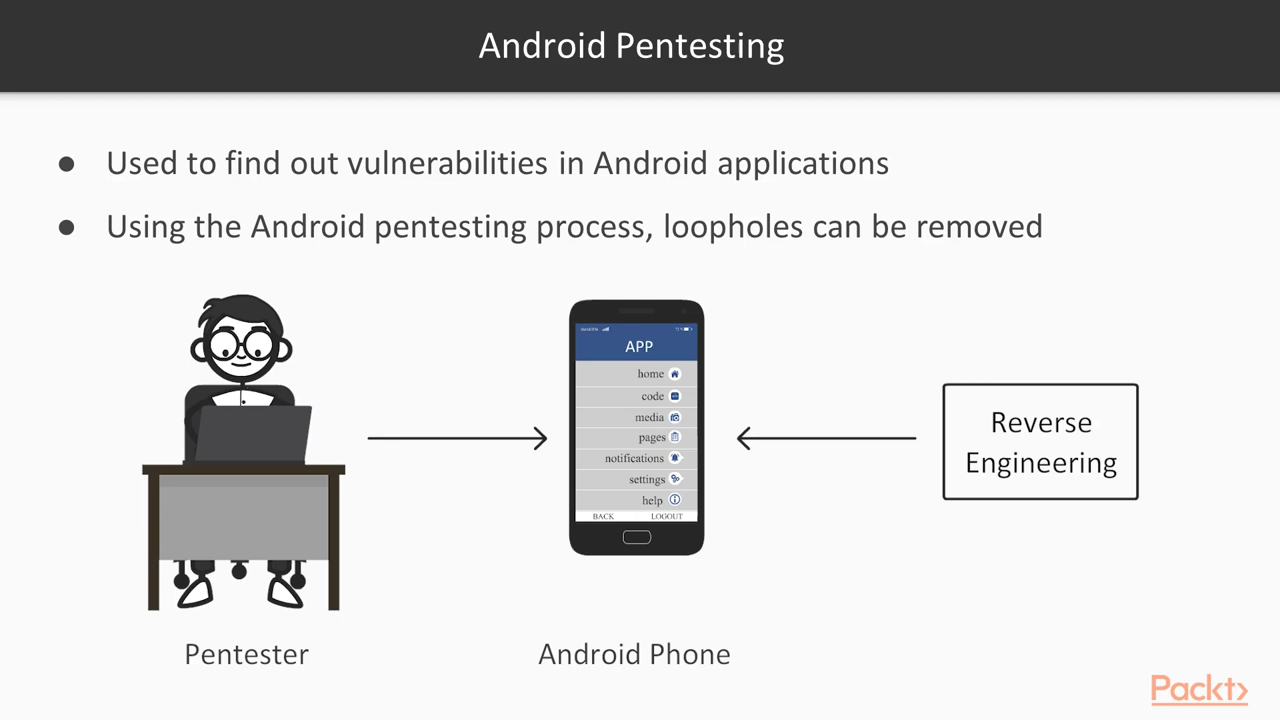 Android Pentesting
● Used to find out vulnerabilities in Android applications
● Using the Android pentesting process, loopholes can be removed
APP
home
code
media
pages
notifications
settings
help
BACK LOGOUT
Reverse
Engineering
Pentester
Android Phone
Packt>